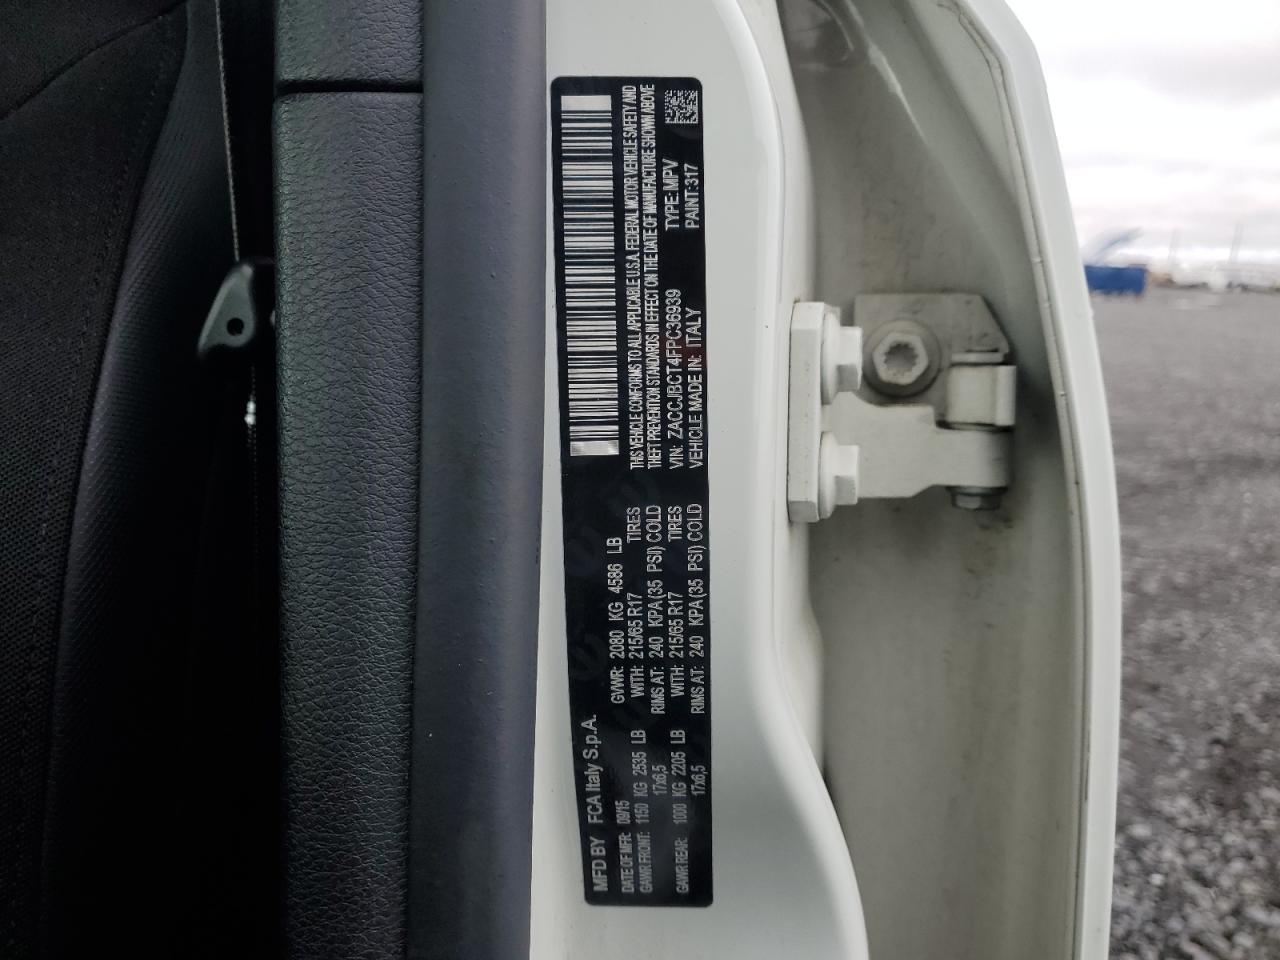 MFD BY FCA Italy S.p.A.
DATE OF MFR: 09/15 GVWR: 2080 KG 4586 LB
GAWR FRONT: 1150 KG 2535 LB WITH: 215/65 R17 TIRES
17x6,5 RIMS AT: 240 KPA(35 PSI) COLD
GAWR REAR: 1000 KG 2205 LB WITH: 215/65 R17 TIRES
17x6,5 RIMS AT: 240 KPA(35 PSI) COLD
THIS VEHICLE CONFORMS TO ALL APPLICABLE U.S.A. FEDERAL MOTOR VEHICLE SAFETY AND
THEFT PREVENTION STANDARDS IN EFFECT ON THE DATE OF MANUFACTURE SHOWN ABOVE
VIN: ZACCJBCT4FPC36939 TYPE:MPV
VEHICLE MADE IN: ITALY PAINT:317